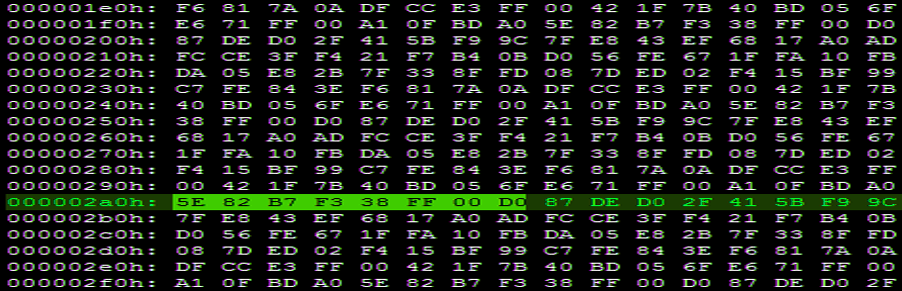 000001e0h: F6 81 7A 0A DF CC E3 FF 00 42 1F 7B 40 BD 05 6F
000001f0h: E6 71 FF 00 A1 0F BD A0 5E 82 B7 F3 38 FF 00 D0
00000200h: 87 DE D0 2F 41 5B F9 9C 7F E8 43 EF 68 17 A0 AD
00000210h: FC CE 3F F4 21 F7 B4 0B D0 56 FE 67 1F FA 10 FB
00000220h: DA 05 E8 2B 7F 33 8F FD 08 7D ED 02 F4 15 BF 99
00000230h: C7 FE 84 3E F6 81 7A 0A DF CC E3 FF 00 42 1F 7B
00000240h: 40 BD 05 6F E6 71 FF 00 A1 0F BD A0 5E 82 B7 F3
00000250h: 38 FF 00 D0 87 DE D0 2F 41 5B F9 9C 7F E8 43 EF
00000260h: 68 17 A0 AD FC CE 3F F4 21 F7 B4 0B D0 56 FE 67
00000270h: 1F FA 10 FB DA 05 E8 2B 7F 33 8F FD 08 7D ED 02
00000280h: F4 15 BF 99 C7 FE 84 3E F6 81 7A 0A DF CC E3 FF
00000290h: 00 42 1F 7B 40 BD 05 6F E6 71 FF 00 A1 0F BD A0
000002a0h: 5E 82 B7 F3 38 FF 00 D0 87 DE D0 2F 41 5B F9 9C
000002b0h: 7F E8 43 EF 68 17 A0 AD FC CE 3F F4 21 F7 B4 0B
000002c0h: D0 56 FE 67 1F FA 10 FB DA 05 E8 2B 7F 33 8F FD
000002d0h: 08 7D ED 02 F4 15 BF 99 C7 FE 84 3E F6 81 7A 0A
000002e0h: DF CC E3 FF 00 42 1F 7B 40 BD 05 6F E6 71 FF 00
000002f0h: A1 0F BD A0 5E 82 B7 F3 38 FF 00 D0 87 DE D0 2F